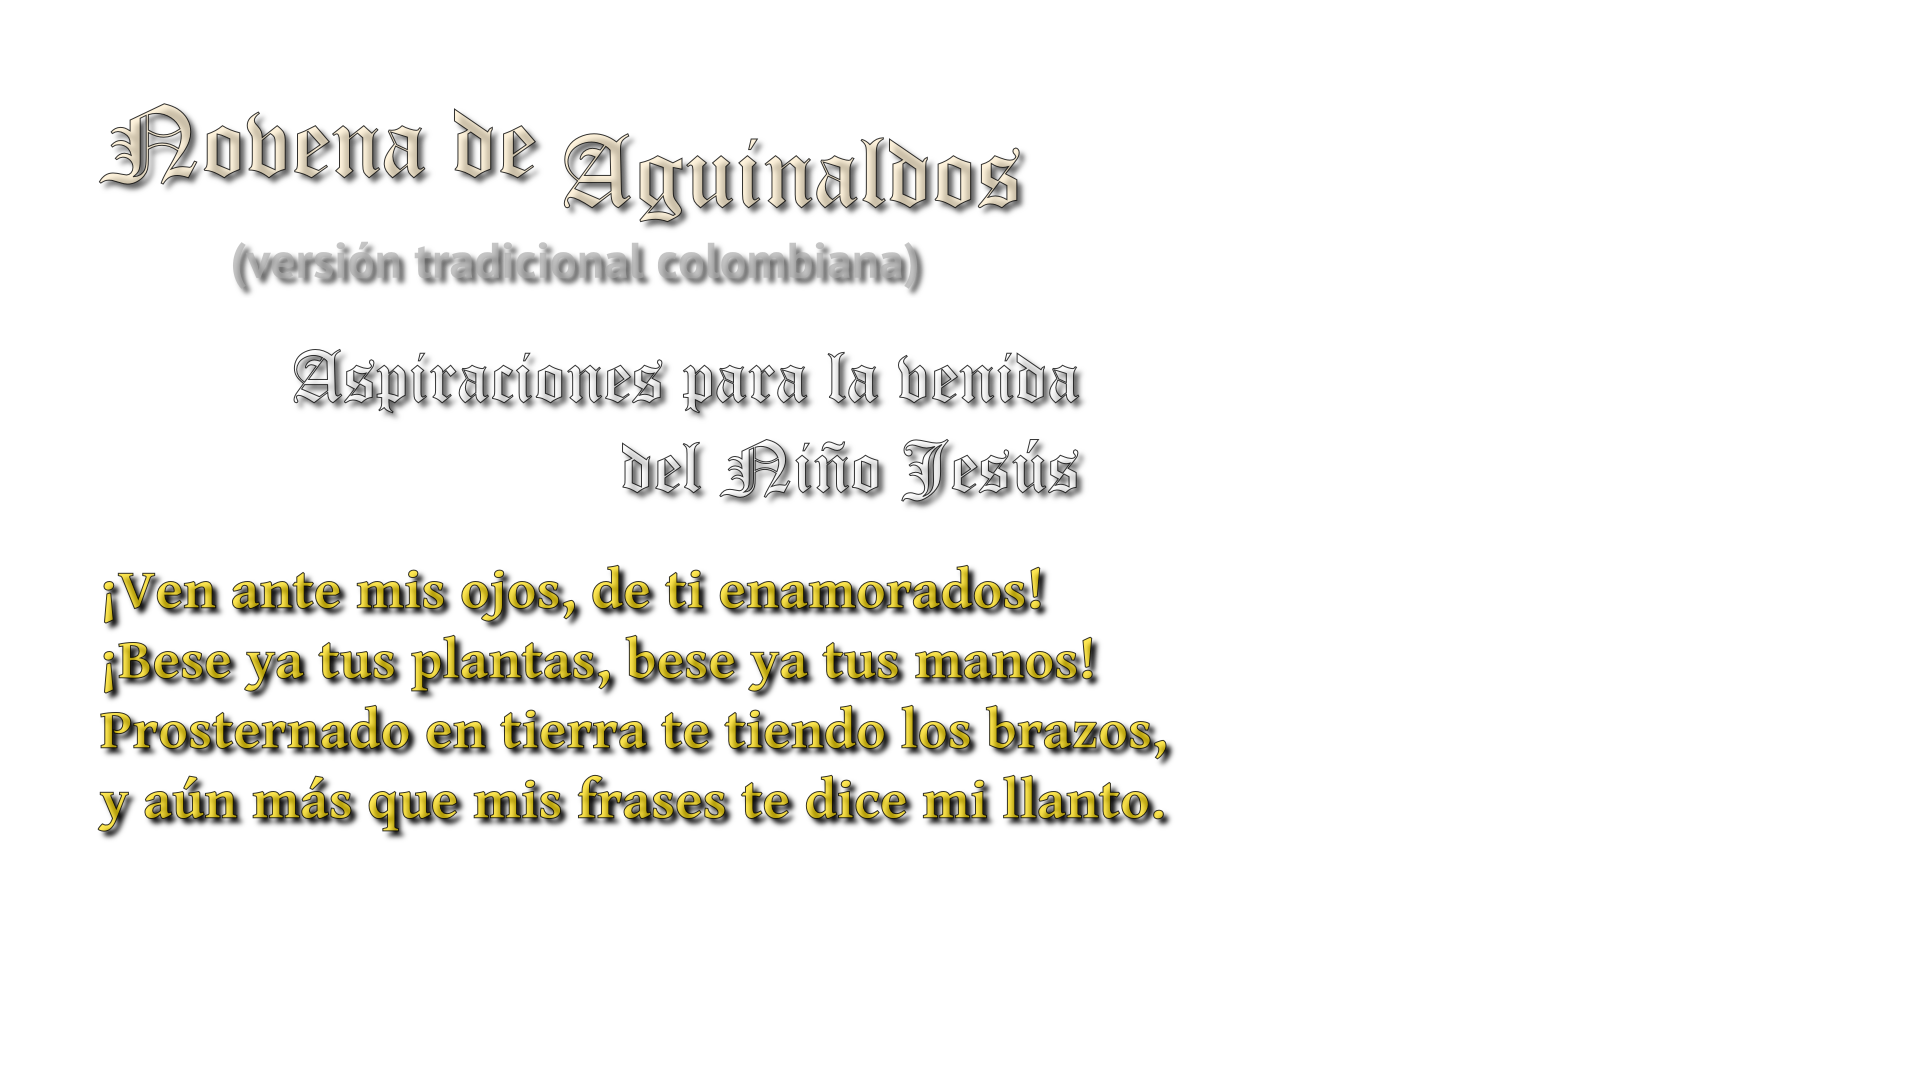 Novena de Aguinaldos
(versión tradicional colombiana)
Aspiraciones para la venida
del Niño Jesús
¡Ven ante mis ojos, de ti enamorados!
¡Bese ya tus plantas, bese ya tus manos!
Prosternado en tierra te tiendo los brazos,
y aún más que mis frases te dice mi llanto.